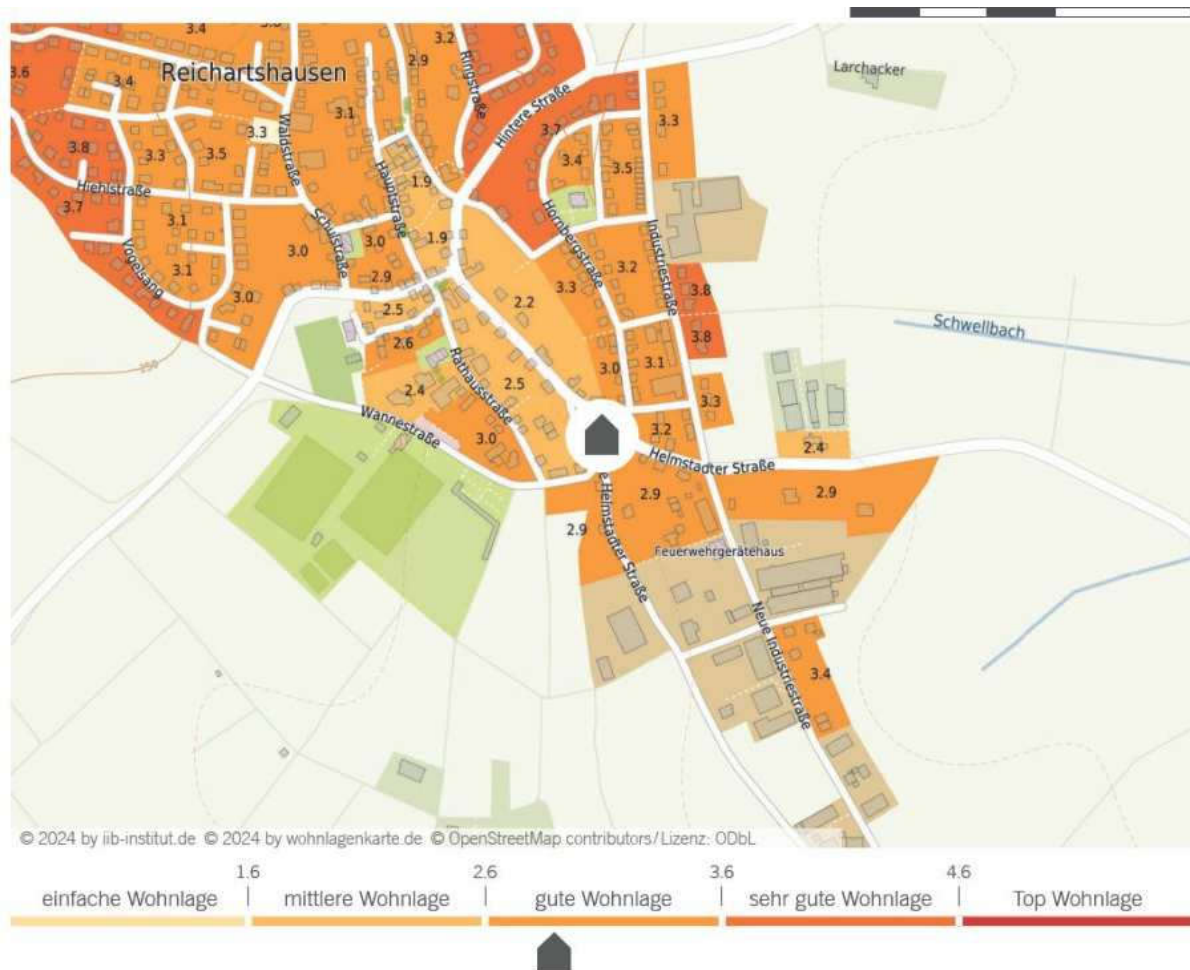 3.4
3.2
2.9
Ringstraße
3.6
Reichartshausen
3.4
Larchacker
Hintere Straße
3.1
3.3
3.7
3.3
Waldstraße
3.8
3.3
3.5
3.4
3.5
Hauptstraße
1.9
Hiehlstraße
3.7
3.1
Schulstraße
Hornbergstraße
Industriestraße
3.0
3.0
1.9
3.2
Vogelsang
3.1
2.9
3.3
3.8
3.0
2.2
2.5
Schwellbach
3.8
2.6
Rathausstraße
3.1
250
3.0
2.4
2.5
3.3
Wannestraße
3.2
3.0
2.4
Helmstadter Straße
e Helmstadter Straße
2.9
2.9
2.9
Feuerwehrgerätehaus
Neue Industriestraße
3.4
© 2024 by iib-institut.de © 2024 by wohnlagenkarte.de © OpenStreetMap contributors/Lizenz: ODbL
1.6 2.6 3.6 4.6
einfache Wohnlage mittlere Wohnlage gute Wohnlage sehr gute Wohnlage Top Wohnlage